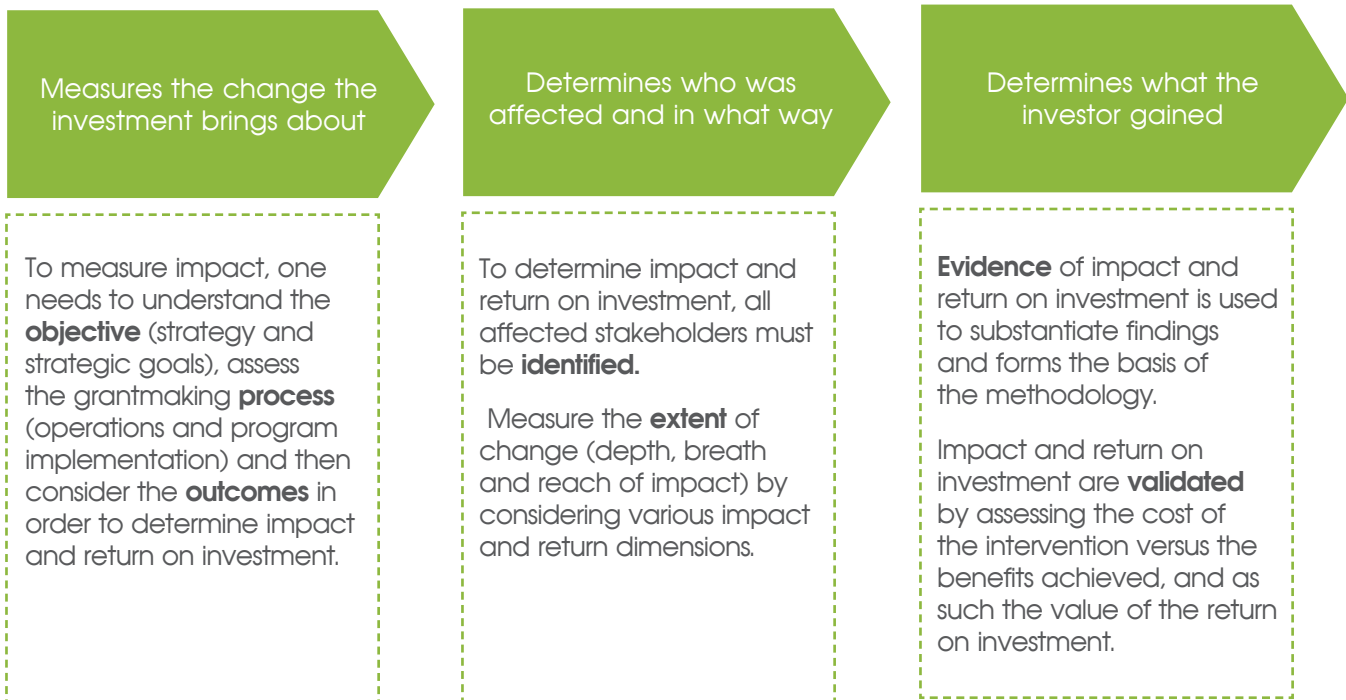 Measures the change the
investment brings about
To measure impact, one
needs to understand the
objective (strategy and
strategic goals), assess
the grantmaking process
(operations and program
implementation) and then
consider the outcomes in
order to determine impact
and return on investment.
Determines who was
affected and in what way
To determine impact and
return on investment, all
affected stakeholders must
be identified.
Measure the extent of
change (depth, breath
and reach of impact) by
considering various impact
and return dimensions.
Determines what the
investor gained
Evidence of impact and
return on investment is used
to substantiate findings
and forms the basis of
the methodology.
Impact and return on
investment are validated
by assessing the cost of
the intervention versus the
benefits achieved, and as
such the value of the return
on investment.